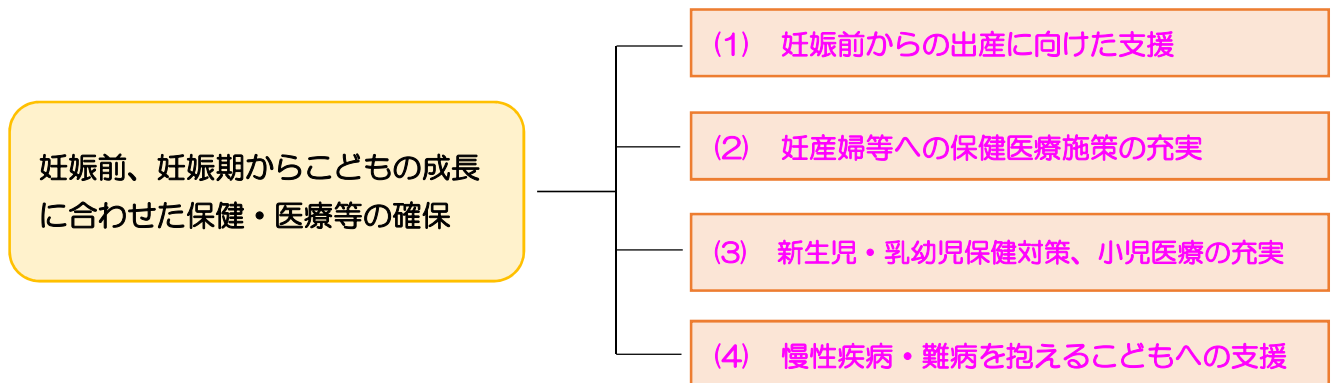 妊娠前、妊娠期からこどもの成長
に合わせた保健・医療等の確保
(1) 妊娠前からの出産に向けた支援
(2) 妊産婦等への保健医療施策の充実
(3) 新生児・乳幼児保健対策、小児医療の充実
(4) 慢性疾病・難病を抱えるこどもへの支援